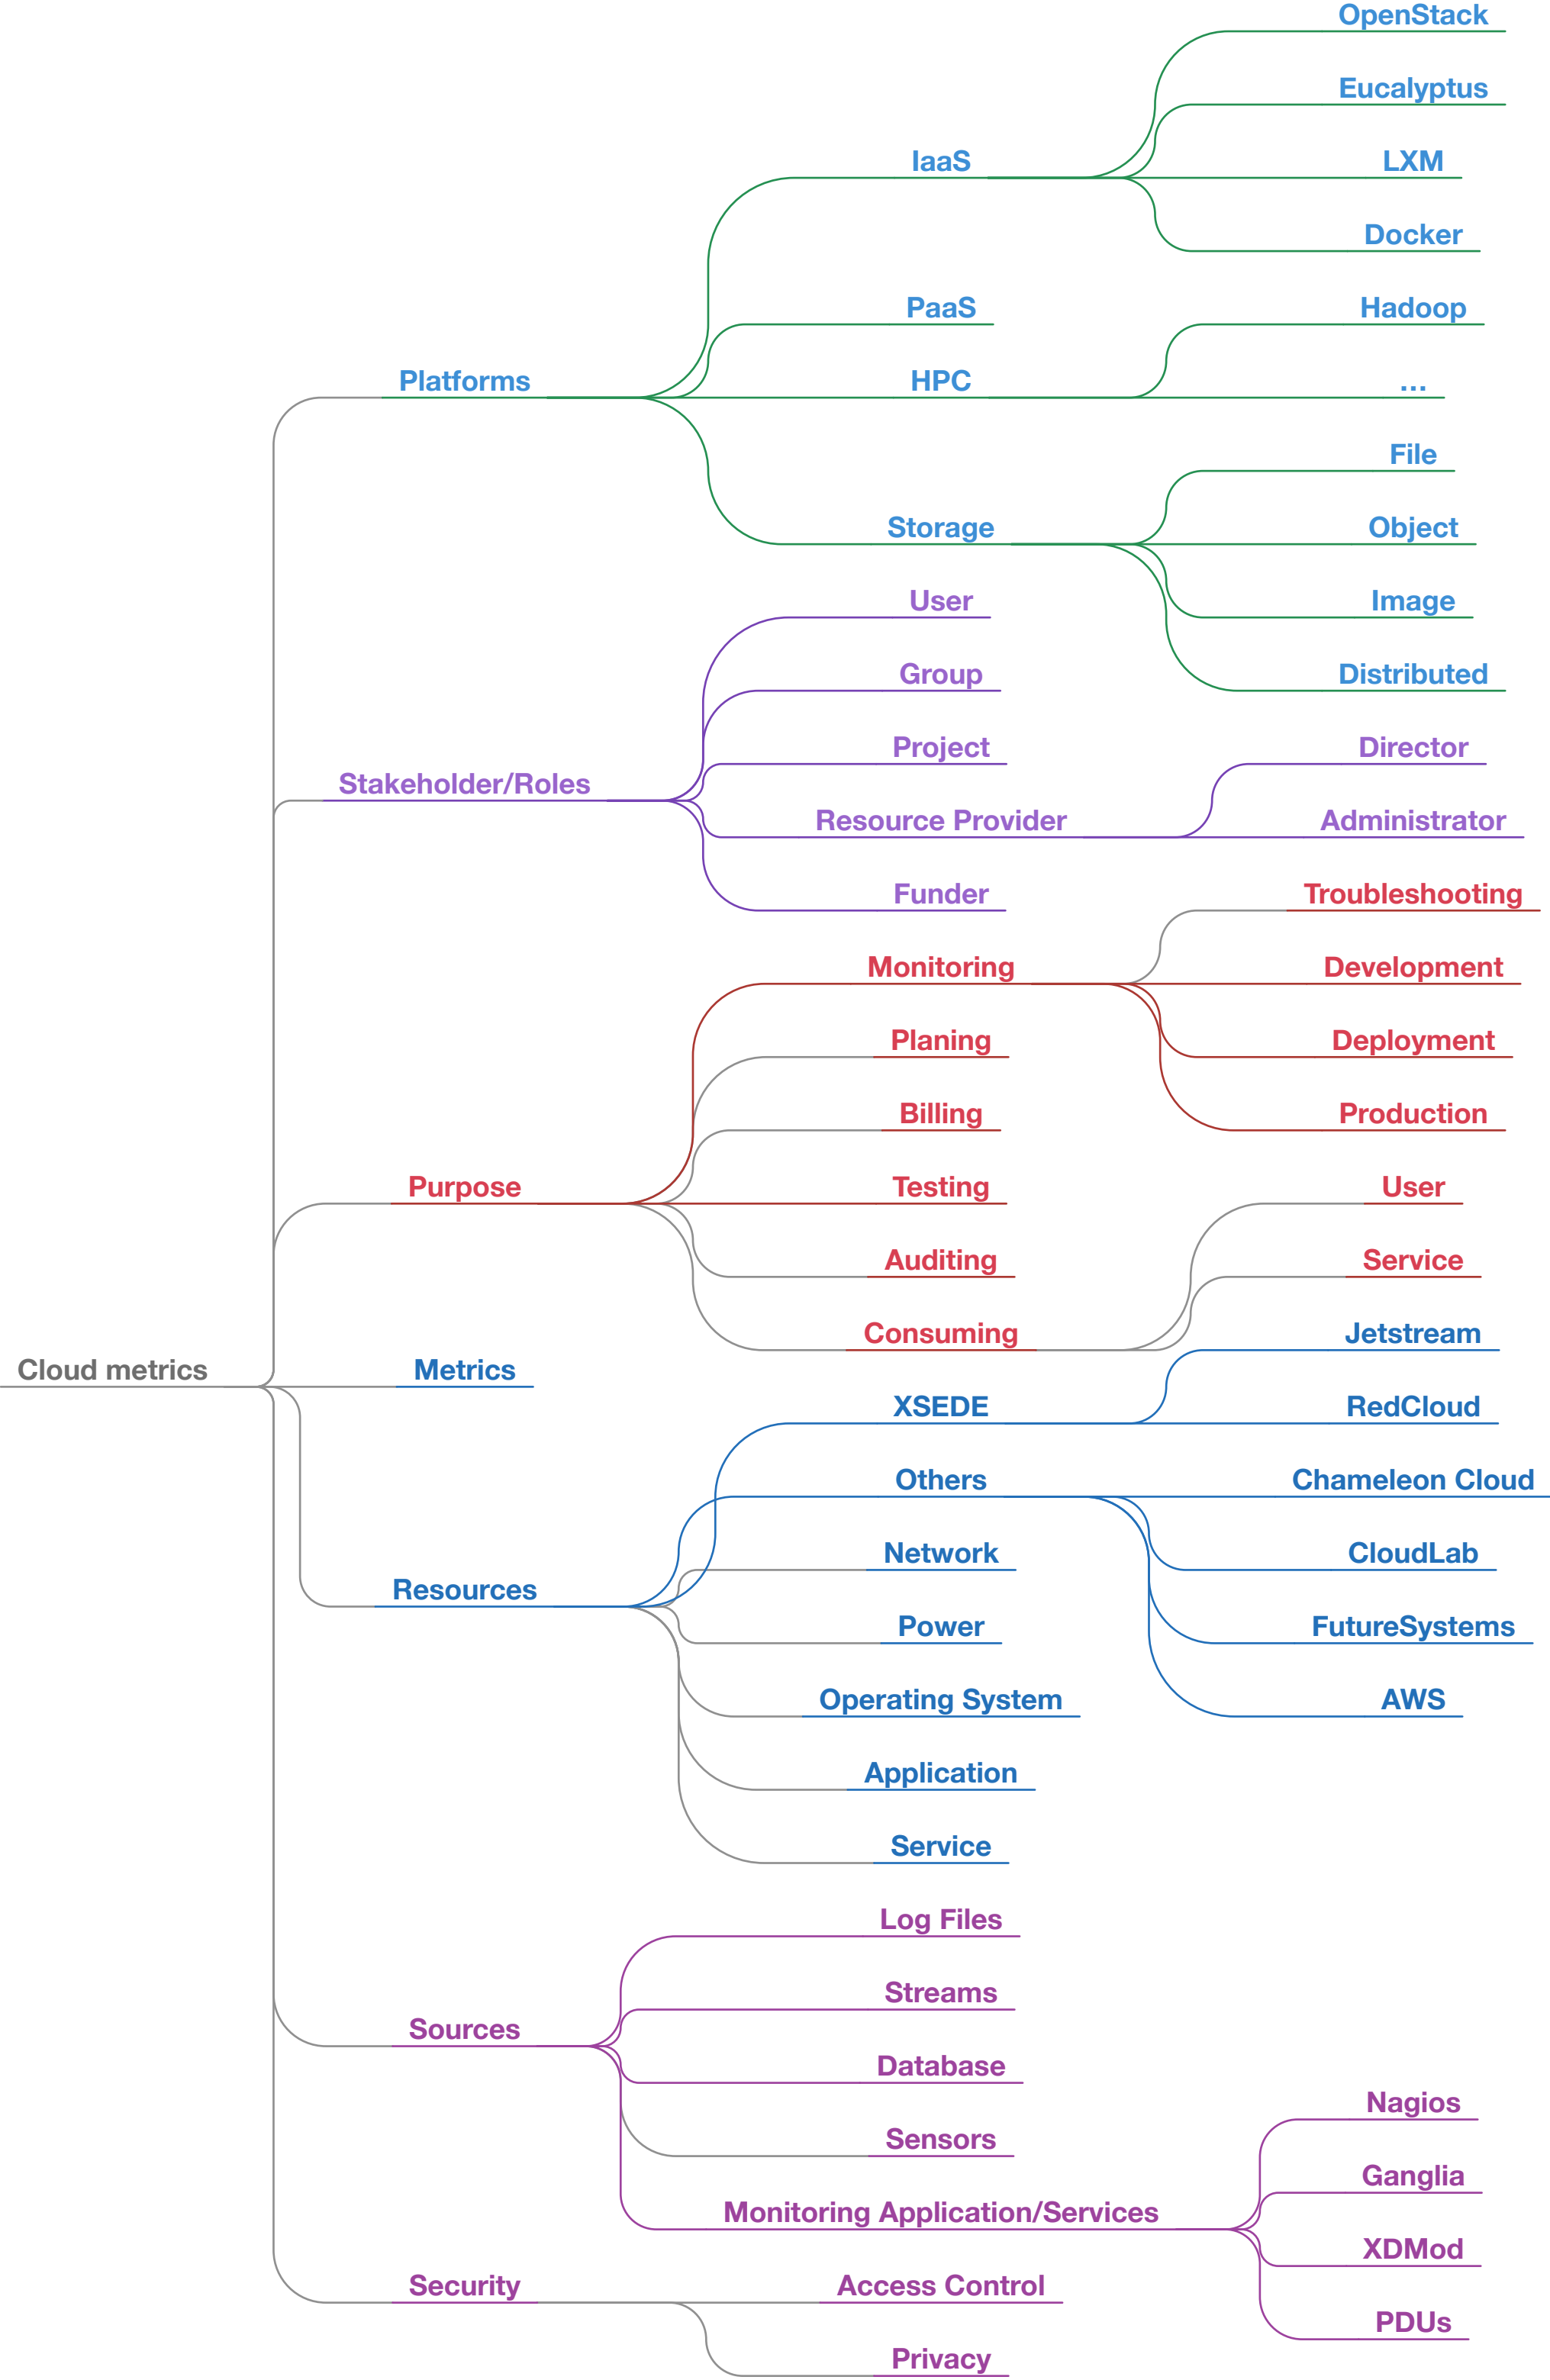 Cloud metrics
Platforms
IaaS
OpenStack
Eucalyptus
LXM
Docker
PaaS
HPC
Hadoop
...
Storage
File
Object
Image
Distributed
Stakeholder/Roles
User
Group
Project
Resource Provider
Director
Administrator
Funder
Purpose
Monitoring
Troubleshooting
Development
Deployment
Production
Planing
Billing
Testing
Auditing
Consuming
User
Service
Metrics
Resources
XSEDE
Jetstream
RedCloud
Others
Chameleon Cloud
CloudLab
FutureSystems
AWS
Network
Power
Operating System
Application
Service
Sources
Log Files
Streams
Database
Sensors
Monitoring Application/Services
Nagios
Ganglia
XDMod
PDUs
Security
Access Control
Privacy